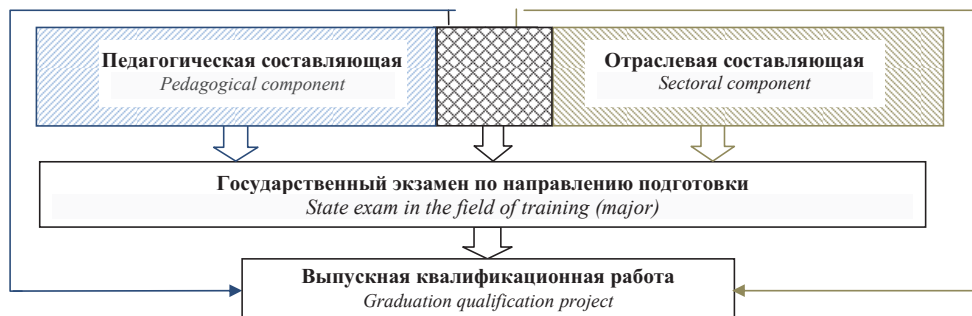 Педагогическая составляющая
Pedagogical component
Отраслевая составляющая
Sectoral component
Государственный экзамен по направлению подготовки
State exam in the field of training (major)
Выпускная квалификационная работа
Graduation qualification project